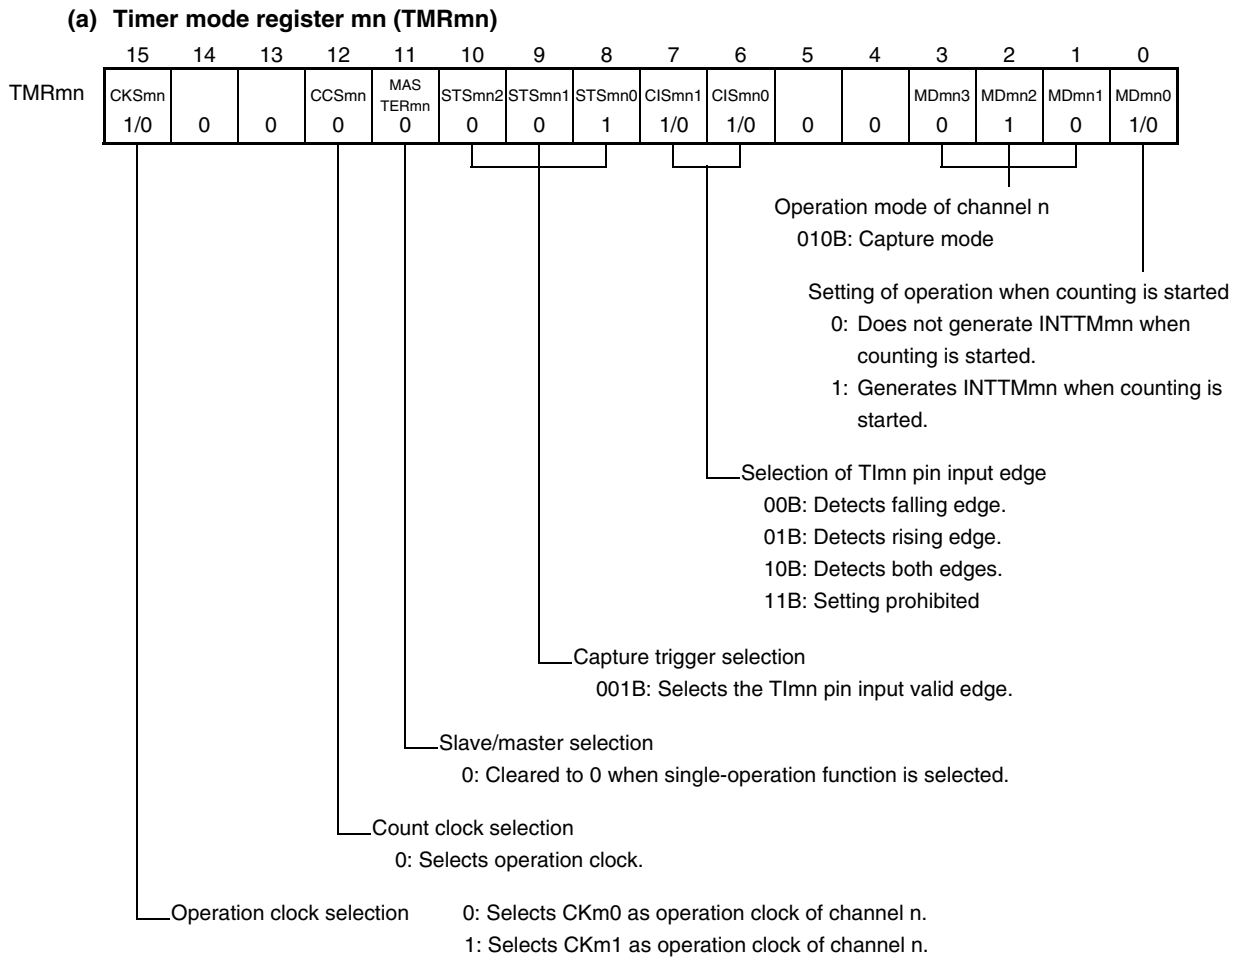 (a) Timer mode register mn (TMRmn)
15 14 13 12 11 10 9 8 7 6 5 4 3 2 1 0
TMRmn CKSmn CCSmn MAS TERmn STSmn2 STSmn1 STSmn0 CISmn1 CISmn0 MDmn3 MDmn2 MDmn1 MDmn0
1/0 0 0 0 0 0 0 1 1/0 1/0 0 0 0 1 0 1/0
Operation mode of channel n
010B: Capture mode
Setting of operation when counting is started
0: Does not generate INTTMmn when
counting is started.
1: Generates INTTMmn when counting is
started.
Selection of TImn pin input edge
00B: Detects falling edge.
01B: Detects rising edge.
10B: Detects both edges.
11B: Setting prohibited
Capture trigger selection
001B: Selects the TImn pin input valid edge.
Slave/master selection
0: Cleared to 0 when single-operation function is selected.
Count clock selection
0: Selects operation clock.
Operation clock selection 0: Selects CKm0 as operation clock of channel n.
1: Selects CKm1 as operation clock of channel n.